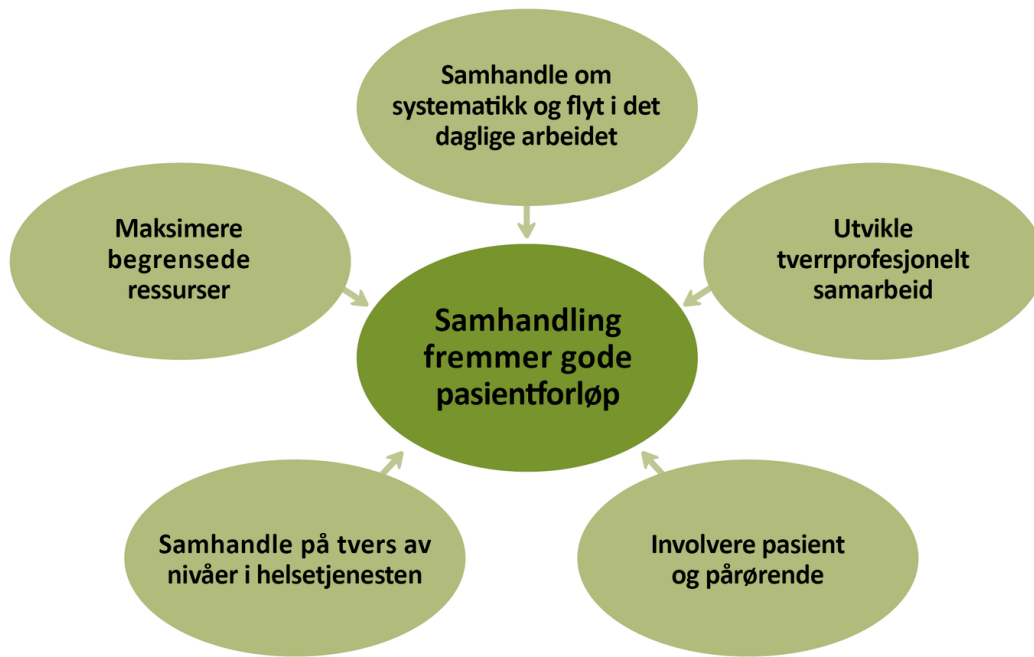 Samhandle om
systematikk og flyt i det
daglige arbeidet
Maksimere
begrensede
ressurser
Utvikle
tverrprofesjonelt
samarbeid
Samhandling
fremmer gode
pasientforløp
Samhandle på tvers av
nivåer i helsetjenesten
Involvere pasient
og pårørende